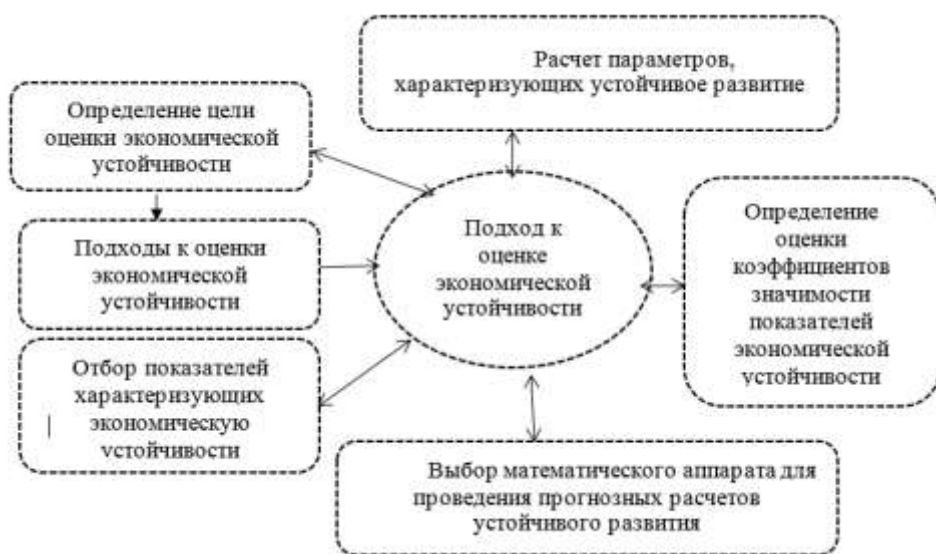 Расчет параметров,
характеризующих устойчивое развитие
Определение цели
оценки экономической
устойчивости
Подходы к оценки
экономической
устойчивости
Отбор показателей
характеризующих
экономическую
устойчивости
Подход к
оценке
экономической
устойчивости
Определение
оценки
коэффициентов
значимости
показателей
экономической
устойчивости
Выбор математического аппарата для
проведения прогнозных расчетов
устойчивого развития